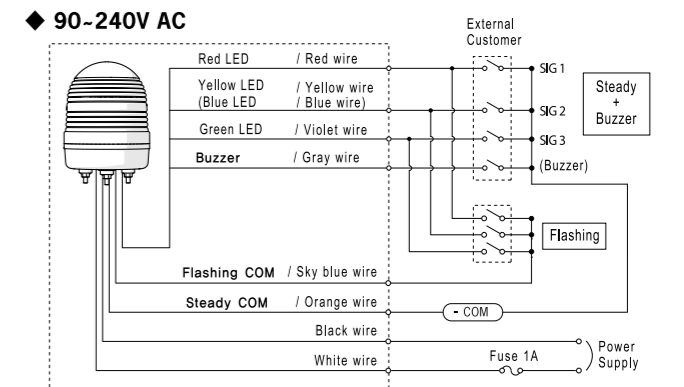 ◆ 90~240V AC
External
Customer
Red LED / Red wire
Yellow LED / Yellow wire
(Blue LED / Blue wire)
Green LED / Violet wire
Buzzer / Gray wire
SIG 1
SIG 2
SIG 3
(Buzzer)
Steady
+
Buzzer
Flashing
Flashing COM / Sky blue wire
Steady COM / Orange wire
- COM
Black wire
White wire
Fuse 1A
Power
Supply